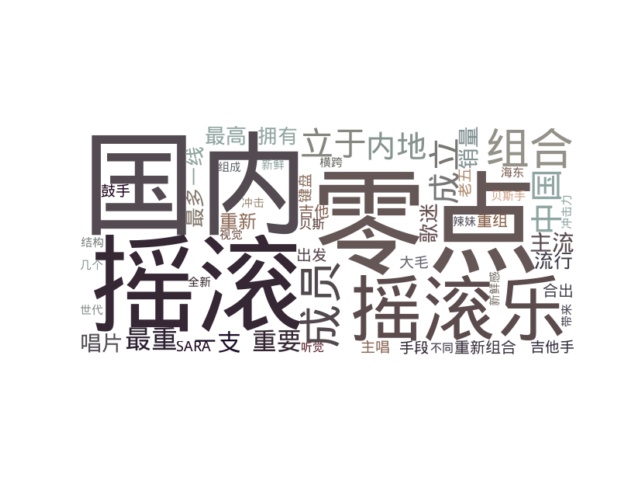 国内
零点
摇滚
摇滚乐
最高
拥有
立于
内地
成立
销量
组合
老五
海东
横跨
新鲜
组成
一线
最多
鼓手
冲击
键盘
吉他
贝斯
重新
视觉
歌迷
辣妹
重组
贝斯手
中国
冲击力
主流
流行
结构
几个
世代
全新
出发
成员
大毛
新鲜感
合出
带来
唱片
最重
SARA
一支
重要
听觉
主唱
手段
不同
重新组合
吉他手